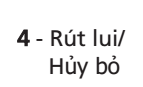 4 - Rút lui/
Hủy bỏ